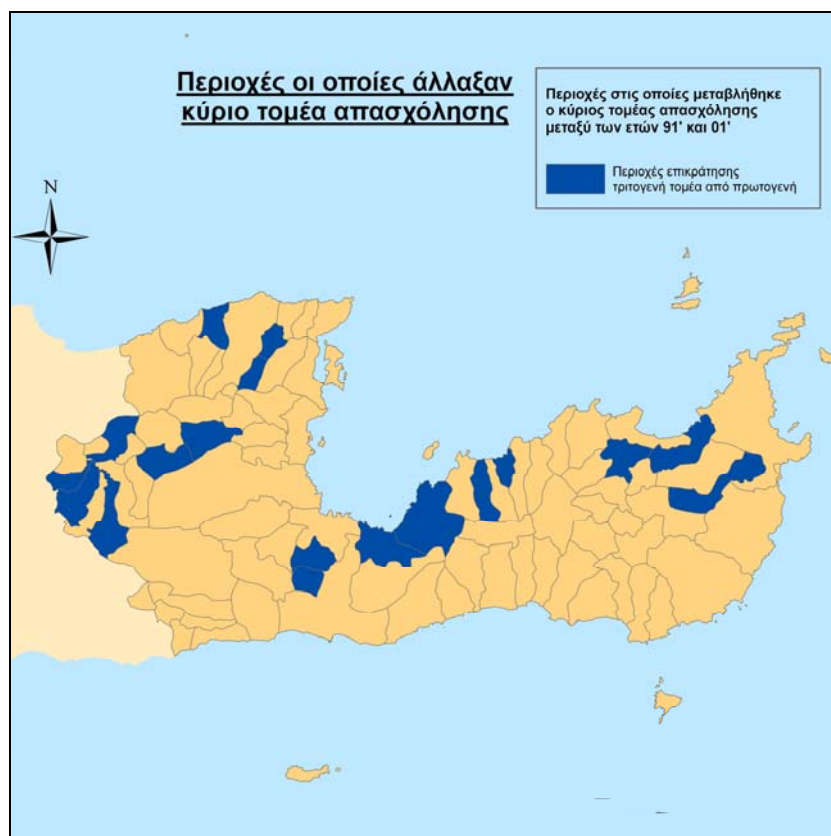 Περιοχές οι οποίες άλλαξαν
κύριο τομέα απασχόλησης
Περιοχές στις οποίες μεταβλήθηκε
ο κύριος τομέας απασχόλησης
μεταξύ των ετών 91' και 01'
Περιοχές επικράτησης
τριτογενή τομέα από πρωτογενή
N